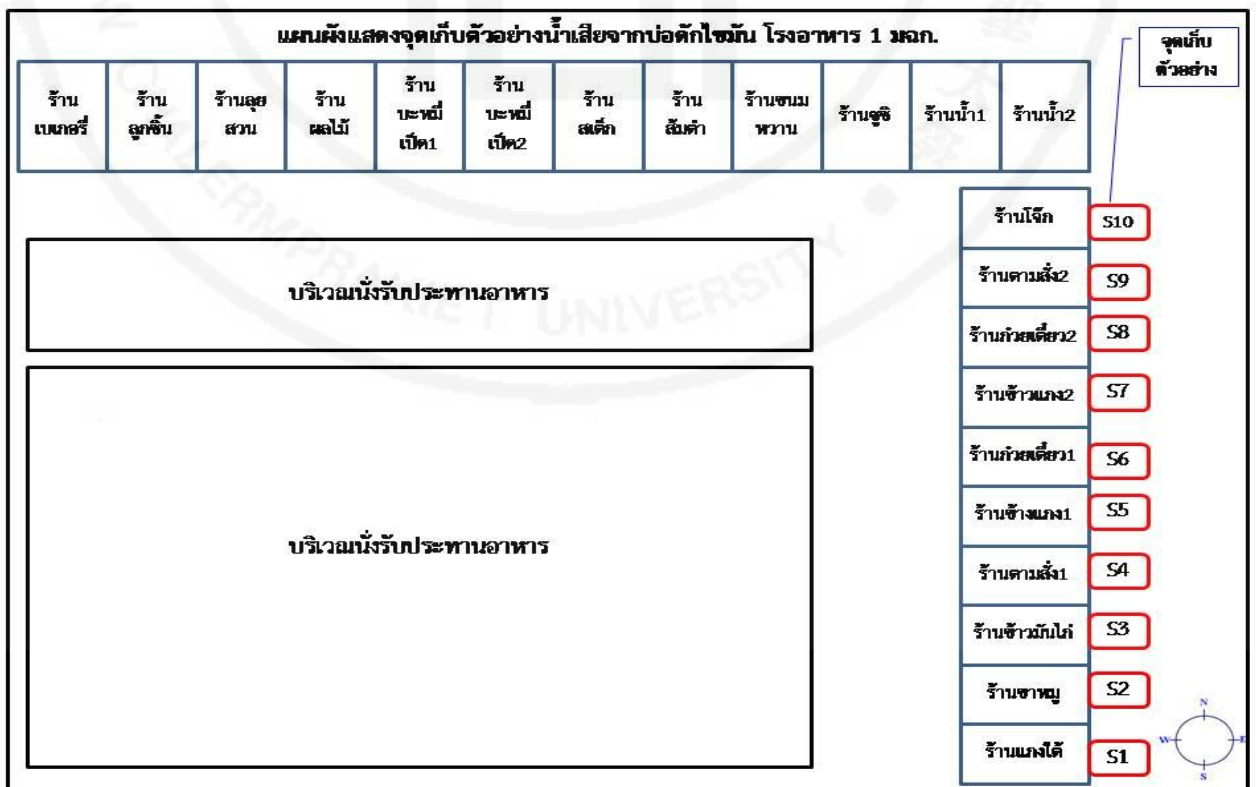 แผนผังแสดงจุดเก็บตัวอย่างน้ำเสียจากบ่อดักไขมัน โรงอาหาร 1 มฉก.
จุดเก็บ
ตัวอย่าง
ร้าน
เบเกอรี่
ร้าน
ลูกชิ้น
ร้านลุย
สวน
ร้าน
ผลไม้
ร้าน
บะหมี่
เป็ด1
ร้าน
บะหมี่
เป็ด2
ร้าน
สเต็ก
ร้าน
ส้มตำ
ร้านขนม
หวาน
ร้านซูซิ
ร้านน้ำ1
ร้านน้ำ2
ร้านโจ๊ก S10
ร้านตามสั่ง2 S9
ร้านก๋วยเตี๋ยว2 S8
ร้านข้าวแกง2 S7
ร้านก๋วยเตี๋ยว1 S6
ร้านข้างแกง1 S5
ร้านตามสั่ง1 S4
ร้านข้าวมันไก่ S3
ร้านขาหมู S2
ร้านแกงใต้ S1
บริเวณนั่งรับประทานอาหาร
บริเวณนั่งรับประทานอาหาร
N
W E
S
UNIVERSITY